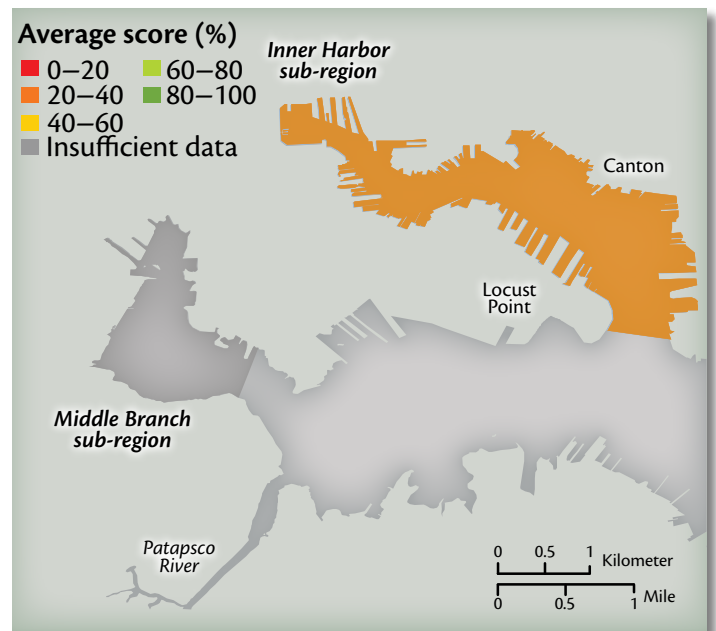 Average score (%)
0–20
60–80
20–40
80–100
40–60
Insufficient data
Inner Harbor
sub-region
Canton
Locust
Point
Middle Branch
sub-region
Patapsco
River
0 0.5 1 Kilometer
0 0.5 1 Mile